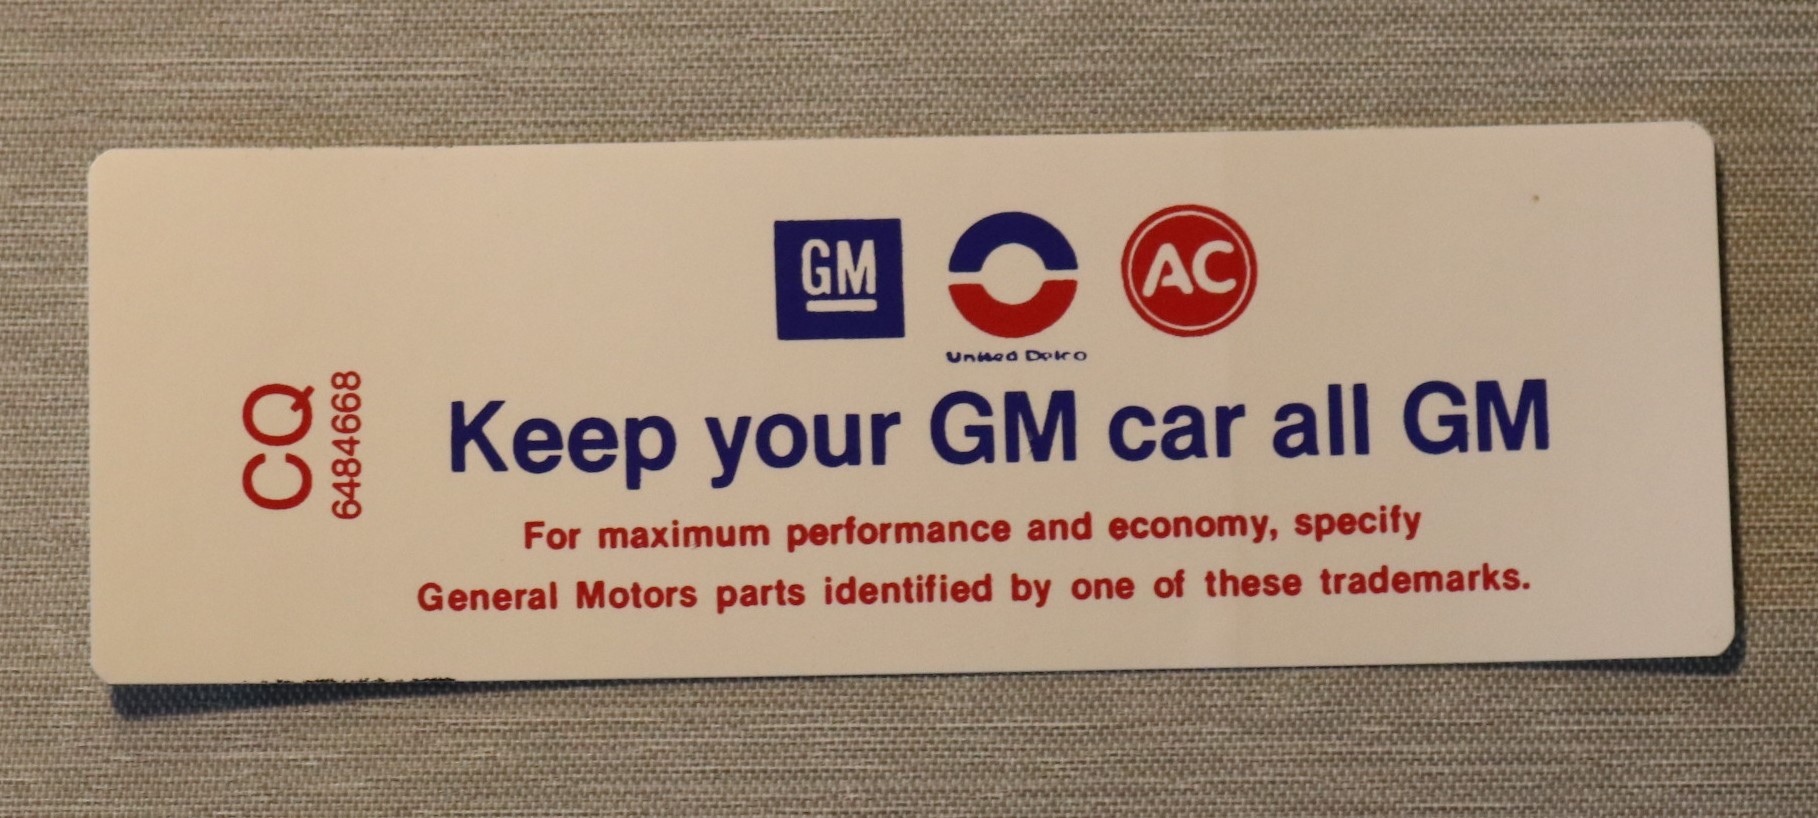 GM
AC
United Delco
CQ
6484668
Keep your GM car all GM
For maximum performance and economy, specify
General Motors parts identified by one of these trademarks.